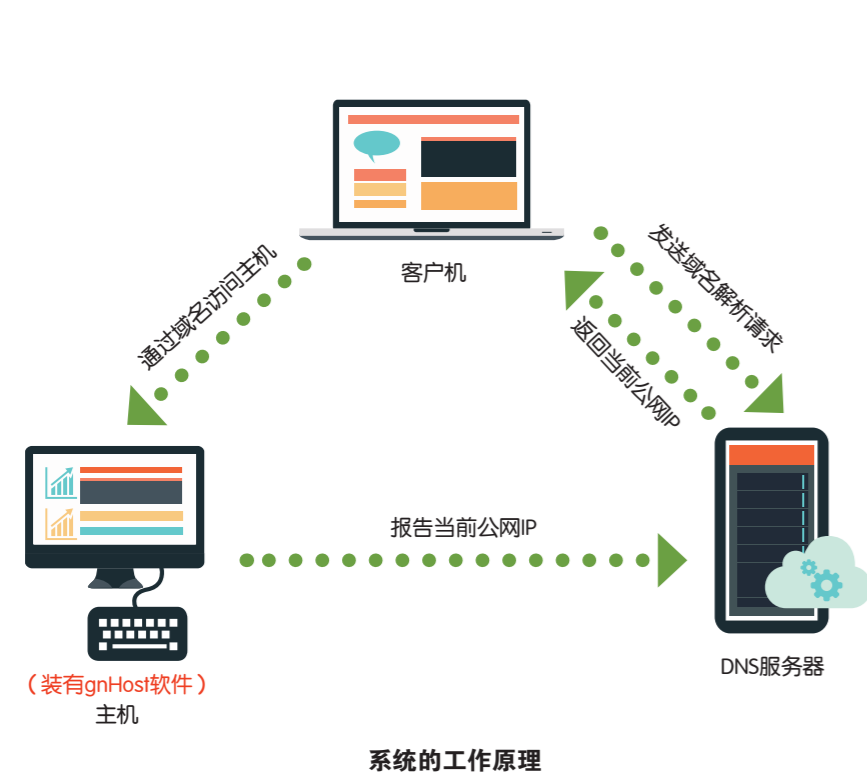 客户机
通过域名访问主机
发送域名解析请求
返回当前公网IP
报告当前公网IP
（装有gnHost软件）
主机
DNS服务器
系统的工作原理